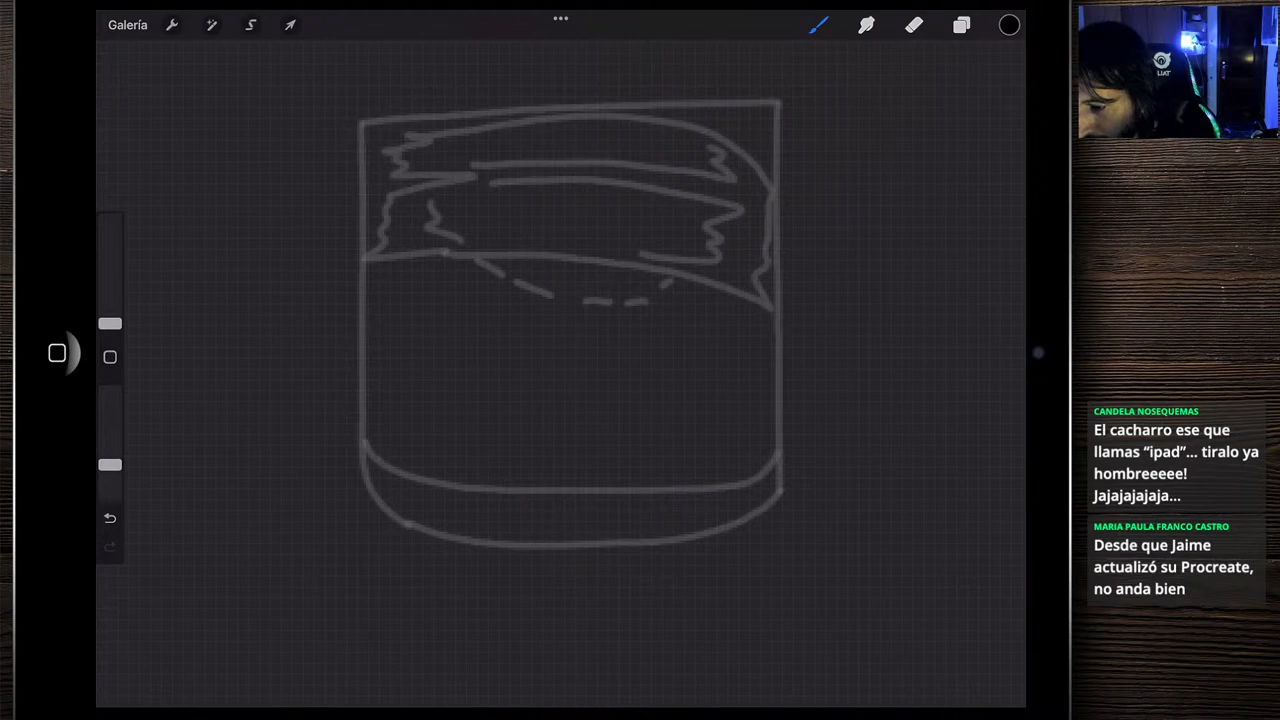 Galería
LIAT
CANDELA NOSEQUEMAS
El cacharro ese que
llamas “ipad”... tiralo ya
hombreeeee!
Jajajajajaja...
MARIA PAULA FRANCO CASTRO
Desde que Jaime
actualizó su Procreate,
no anda bien